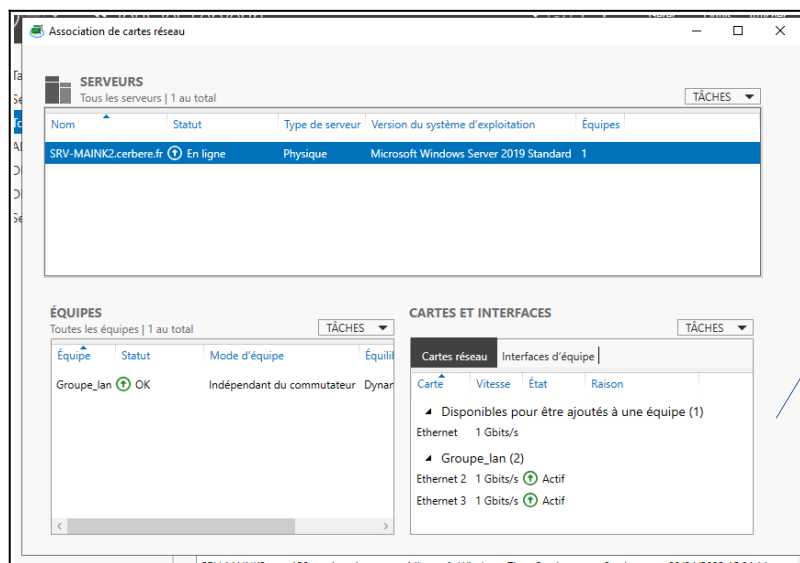 Association de cartes réseau
SERVEURS
Tous les serveurs | 1 au total
TÂCHES
Nom Statut Type de serveur Version du système d'exploitation Équipes
SRV-MAINK2.cerbere.fr En ligne Physique Microsoft Windows Server 2019 Standard 1
ÉQUIPES
Toutes les équipes | 1 au total
TÂCHES
Équipe Statut Mode d'équipe Équilil
Groupe_lan OK Indépendant du commutateur Dynar
CARTES ET INTERFACES
TÂCHES
Cartes réseau Interfaces d'équipe
Carte Vitesse État Raison
Disponibles pour être ajoutés à une équipe (1)
Ethernet 1 Gbits/s
Groupe_lan (2)
Ethernet 2 1 Gbits/s Actif
Ethernet 3 1 Gbits/s Actif